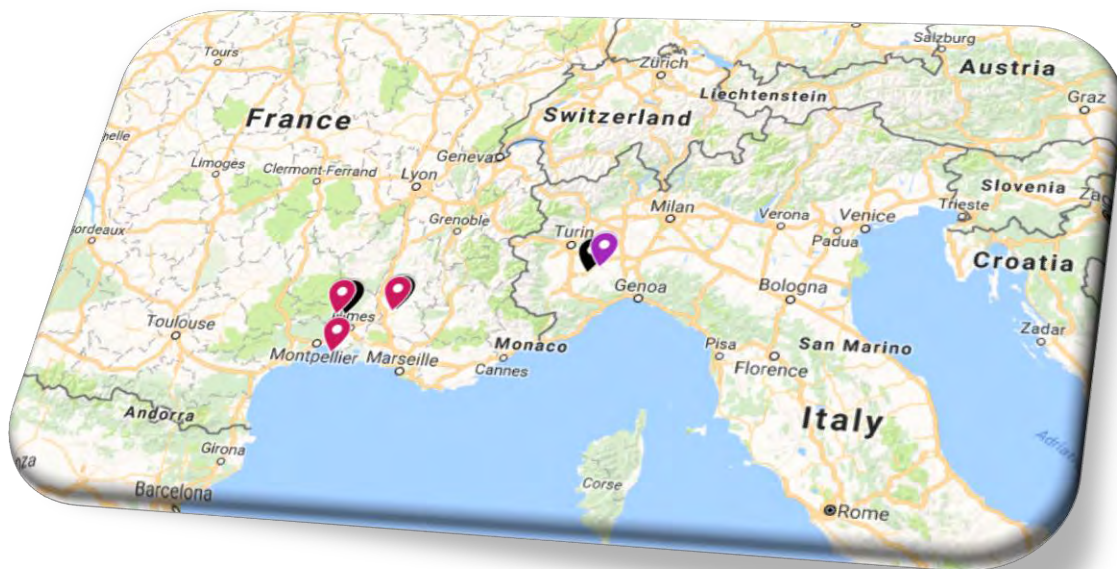 Salzburg
Tours
Zürich
Austria
Liechtenstein
Graz
France
Switzerland
helle
Geneva
Limoges
Clermont-Ferrand
Lyon
Slovenia
Milan
Trieste
Grenoble
Verona
Venice
Bordeaux
Turin
Padua
Croatia
Genoa
Bologna
Toulouse
Zadar
Montpellier
Marseille
Monaco
Pisa
San Marino
Cannes
Florence
Andorra
Italy
Girona
Corse
Barcelona
Rome